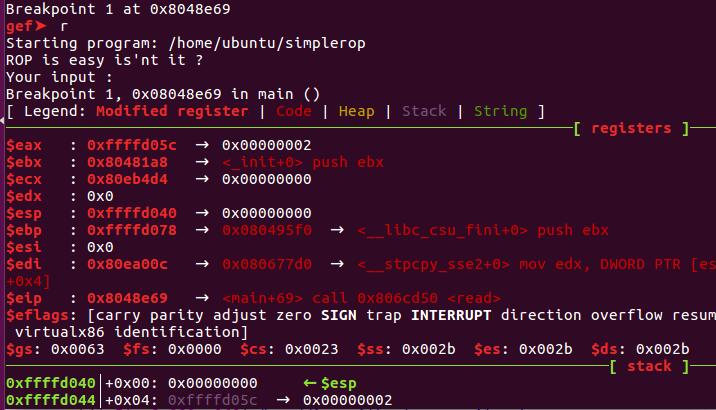 Breakpoint 1 at 0x8048e69
gef➤  r
Starting program: /home/ubuntu/simplerop
ROP is easy is'nt it ?
Your input :
Breakpoint 1, 0x08048e69 in main ()
[ Legend: Modified register | Code | Heap | Stack | String ]
[ registers ]
$eax   : 0xffffd05c  →  0x00000002
$ebx   : 0x80481a8  →  <_init+0> push ebx
$ecx   : 0x80eb4d4  →  0x00000000
$edx   : 0x0
$esp   : 0xffffd040  →  0x00000000
$ebp   : 0xffffd078  →  0x080495f0  →  <__libc_csu_fini+0> push ebx
$esi   : 0x0
$edi   : 0x80ea00c  →  0x080677d0  →  <__stpcpy_sse2+0> mov edx, DWORD PTR [es
+0x4]
$eip   : 0x8048e69  →  <main+69> call 0x806cd50 <read>
$eflags: [carry parity adjust zero SIGN trap INTERRUPT direction overflow resum
virtualx86 identification]
$gs: 0x0063  $fs: 0x0000  $cs: 0x0023  $ss: 0x002b  $es: 0x002b  $ds: 0x002b
[ stack ]
0xffffd040│+0x00: 0x00000000	 ← $esp
0xffffd044│+0x04: 0xffffd05c  →  0x00000002